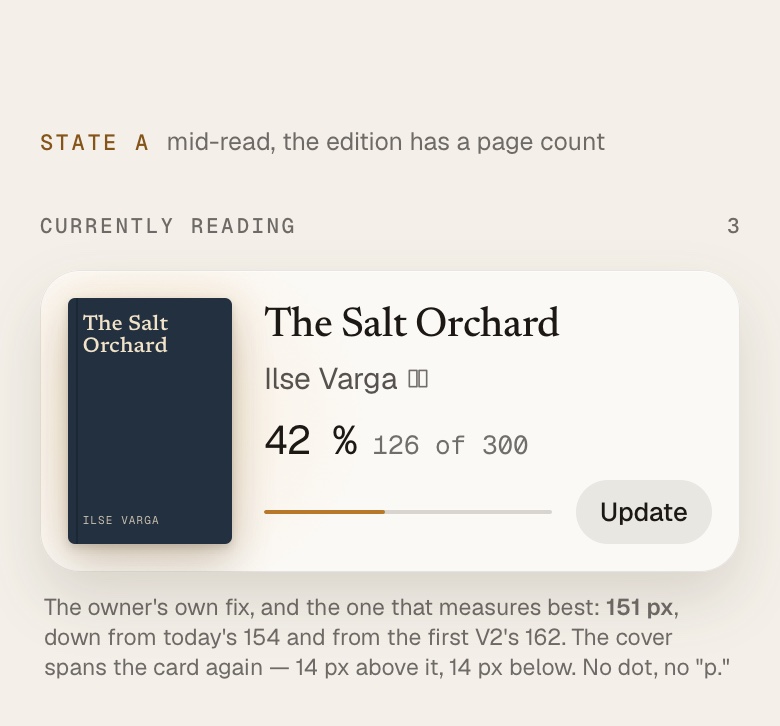 STATE A mid-read, the edition has a page count
CURRENTLY READING 3
The Salt
Orchard
ILSE VARGA
The Salt Orchard
Ilse Varga
42 % 126 of 300
Update
The owner's own fix, and the one that measures best: 151 px,
down from today's 154 and from the first V2's 162. The cover
spans the card again — 14 px above it, 14 px below. No dot, no "p."